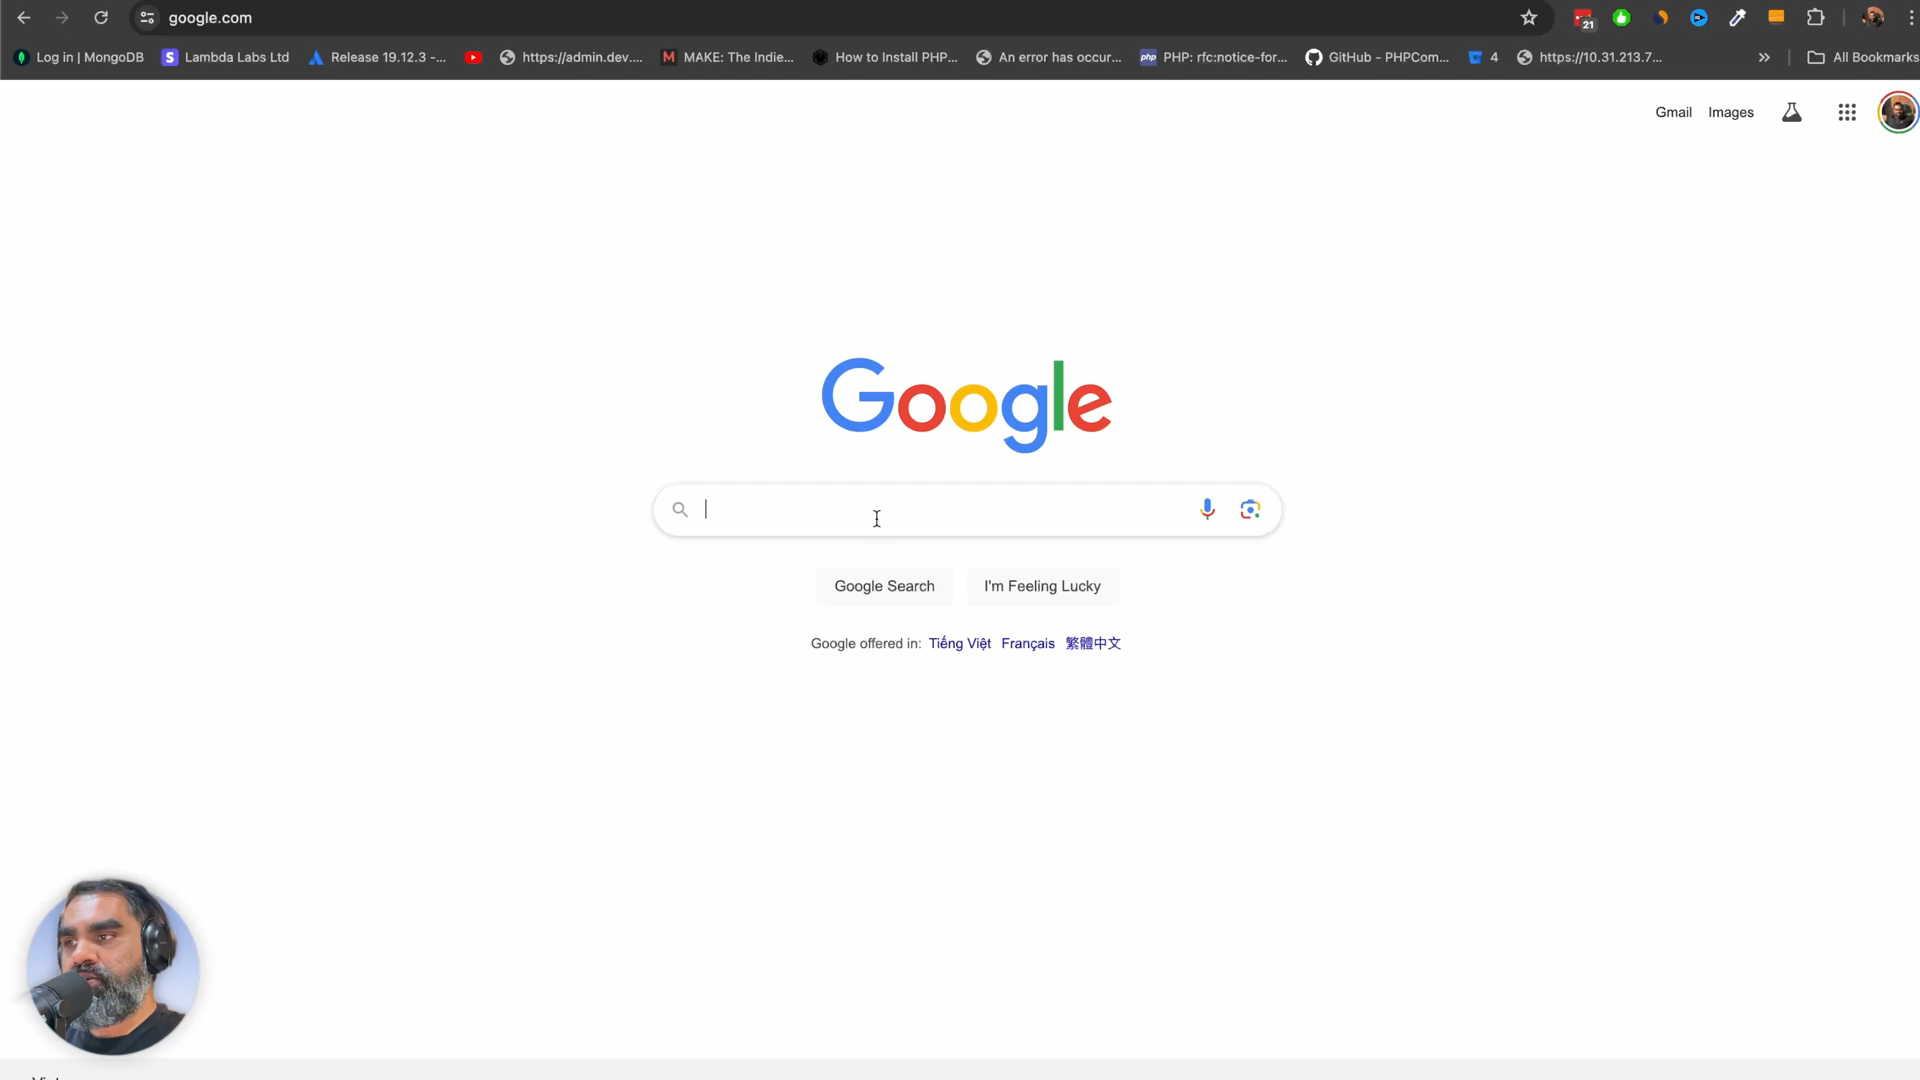 google.com
21
Log in | MongoDB
Lambda Labs Ltd
Release 19.12.3 -...
https://admin.dev....
M
MAKE: The Indie...
How to Install PHP...
An error has occur...
php
PHP: rfc:notice-for...
GitHub - PHPCom...
4
https://10.31.213.7...
All Bookmarks
Gmail
Images
Google
Google Search
I'm Feeling Lucky
Google offered in: Tiếng Việt Français 繁體中文